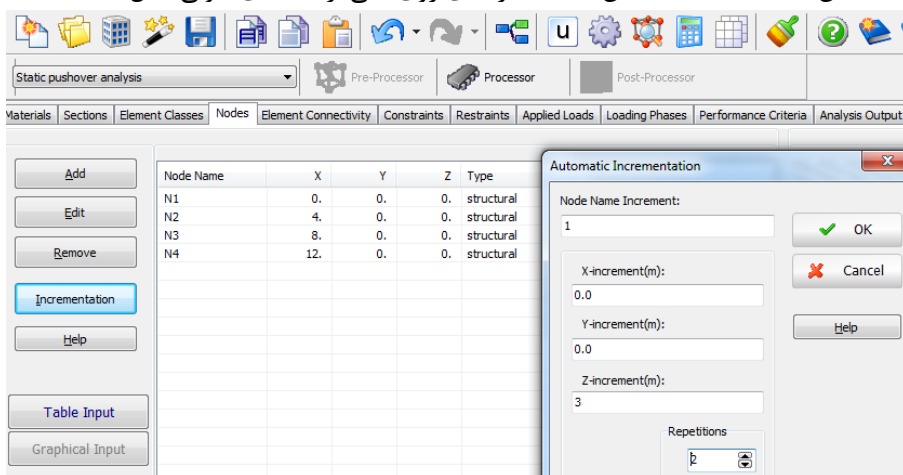 u
Static pushover analysis Pre-Processor Processor Post-Processor
Materials Sections Element Classes Nodes Element Connectivity Constraints Restraints Applied Loads Loading Phases Performance Criteria Analysis Output
Automatic Incrementation
Add
Edit
Remove
Incrementation
Help
Table Input
Graphical Input
Node Name X Y Z Type
N1 0. 0. 0. structural
N2 4. 0. 0. structural
N3 8. 0. 0. structural
N4 12. 0. 0. structural
Node Name Increment:
1
OK
Cancel
Help
X-increment(m):
0.0
Y-increment(m):
0.0
Z-increment(m):
3
Repetitions
2